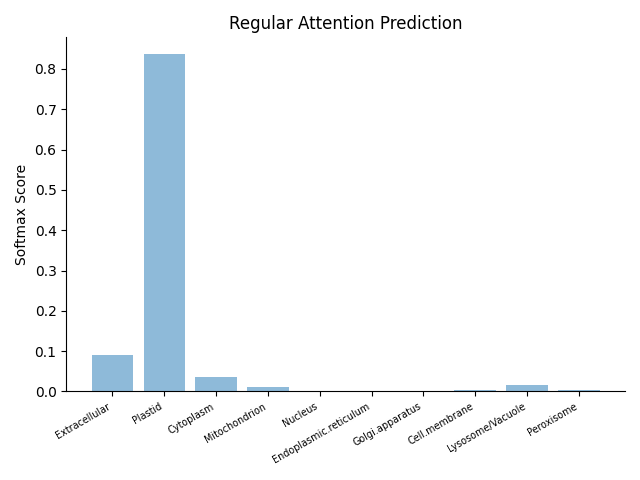 Regular Attention Prediction
Softmax Score
0.8
0.7
0.6
0.5
0.4
0.3
0.2
0.1
0.0
Extracellular
Plastid
Cytoplasm
Mitochondrion
Nucleus
Endoplasmic.reticulum
Golgi.apparatus
Cell.membrane
Lysosome/Vacuole
Peroxisome